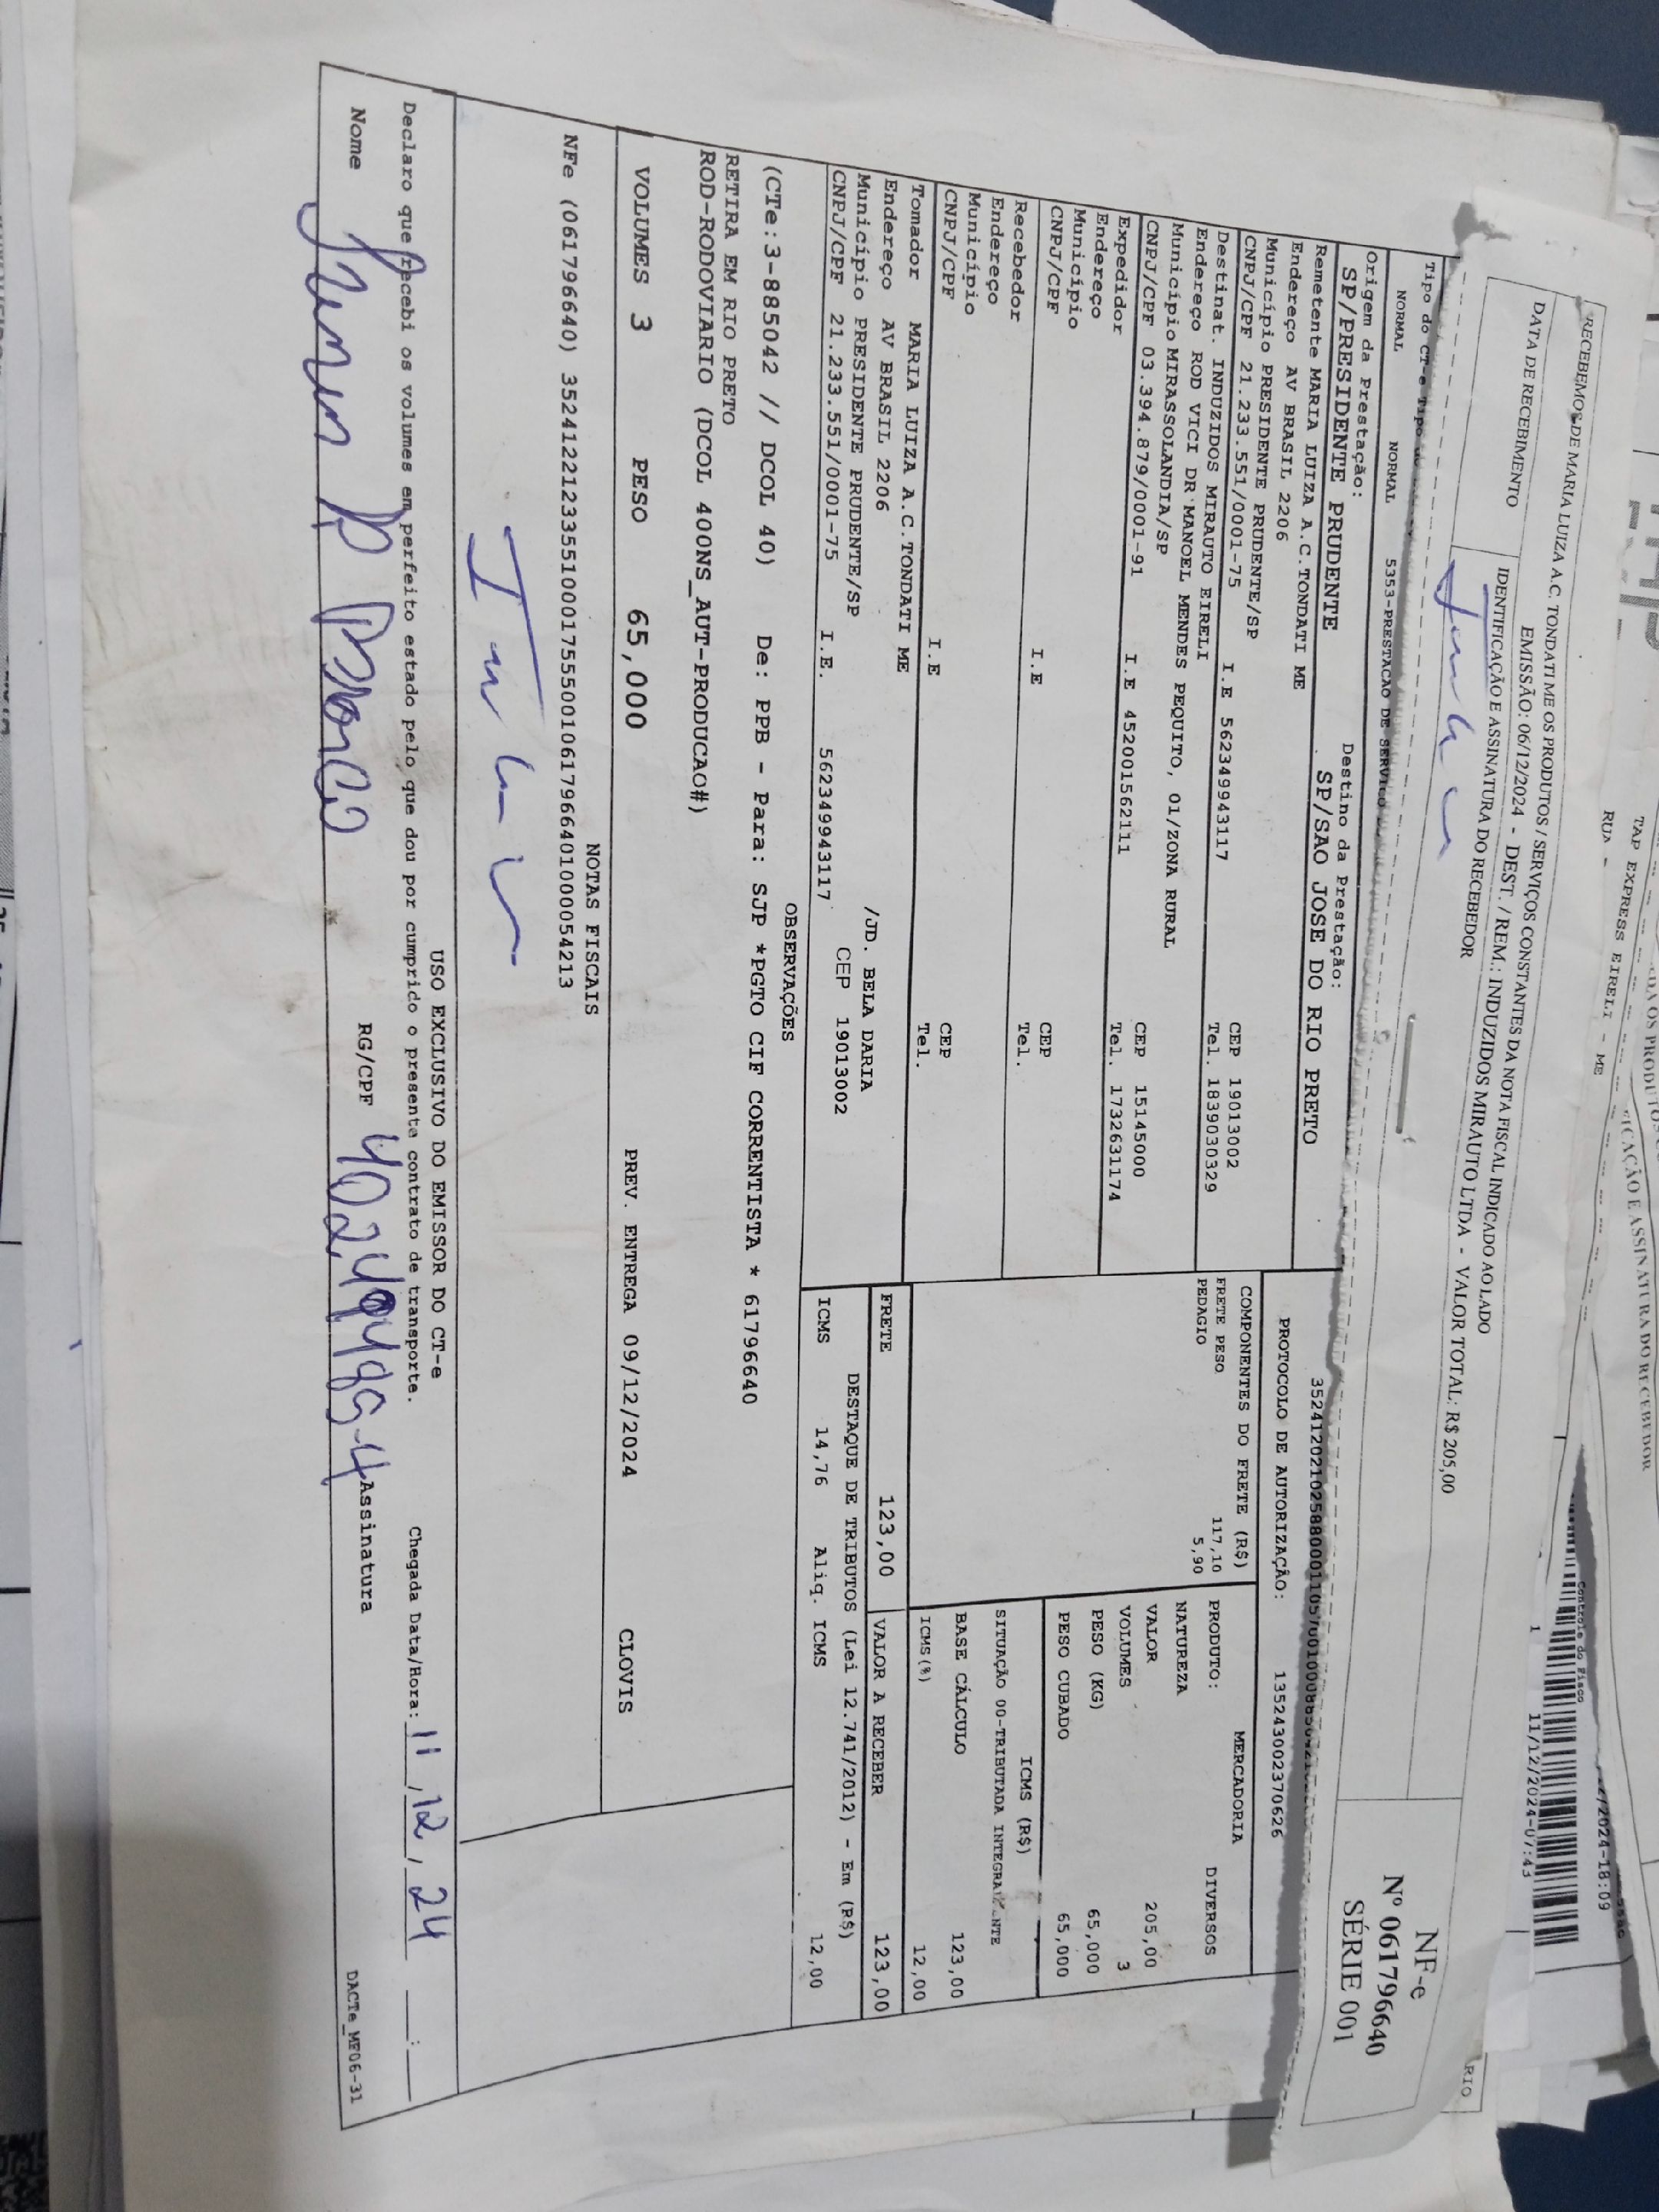 RECEBEMOS DE MARIA LUIZA A.C. TONDATI ME OS PRODUTOS / SERVIÇOS CONSTANTES DA NOTA FISCAL INDICADO AO LADO
EMISSÃO: 06/12/2024 - DEST. / REM.: INDUZIDOS MIRAUTO LTDA - VALOR TOTAL: R$ 205,00
DATA DE RECEBIMENTO
IDENTIFICAÇÃO E ASSINATURA DO RECEBEDOR
NF-e
Nº 061796640
SÉRIE 001
TAP EXPRESS EIRELI - ME
Controle do Fisco
11/12/2024-07:43
Tipo do CT-e
NORMAL NORMAL 5353-PRESTACAO DE SERVICO
Origem da Prestação:
SP/PRESIDENTE PRUDENTE
Destino da Prestação:
SP/SAO JOSE DO RIO PRETO
PROTOCOLO DE AUTORIZAÇÃO: 135243002370626
Remetente MARIA LUIZA A.C.TONDATI ME
Endereço AV BRASIL 2206
Município PRESIDENTE PRUDENTE/SP CEP 19013002
CNPJ/CPF 21.233.551/0001-75 I.E 562349943117 Tel. 1839030329
Destinat. INDUZIDOS MIRAUTO EIRELI
Endereço ROD VICI DR MANOEL MENDES PEQUITO, 01/ZONA RURAL
Município MIRASSOLANDIA/SP CEP 15145000
CNPJ/CPF 03.394.879/0001-91 I.E 452001562111 Tel. 1732631174
Expedidor
Endereço
Município CEP
CNPJ/CPF I.E Tel.
Recebedor
Endereço
Município CEP
CNPJ/CPF I.E Tel.
Tomador MARIA LUIZA A.C.TONDATI ME
Endereço AV BRASIL 2206 /JD. BELA DARIA
Município PRESIDENTE PRUDENTE/SP CEP 19013002
CNPJ/CPF 21.233.551/0001-75 I.E. 562349943117
COMPONENTES DO FRETE (R$)
FRETE PESO 117,10
PEDAGIO 5,90
MERCADORIA
PRODUTO: DIVERSOS
NATUREZA
VALOR 205,00
VOLUMES 3
PESO (KG) 65,000
PESO CUBADO 65,000
ICMS (R$)
SITUAÇÃO 00-TRIBUTADA INTEGRALMENTE
BASE CÁLCULO 123,00
ICMS(%) 12,00
FRETE 123,00 VALOR A RECEBER 123,00
DESTAQUE DE TRIBUTOS (Lei 12.741/2012) - Em (R$)
ICMS 14,76 Aliq. ICMS 12,00
OBSERVAÇÕES
(CTe:3-885042 // DCOL 40) De: PPB - Para: SJP *PGTO CIF CORRENTISTA * 61796640
RETIRA EM RIO PRETO
ROD-RODOVIARIO (DCOL 400NS_AUT-PRODUCAO#)
VOLUMES 3 PESO 65,000 PREV. ENTREGA 09/12/2024 CLOVIS
NOTAS FISCAIS
NFe (061796640) 35241221233551000175550010617966401000054213
USO EXCLUSIVO DO EMISSOR DO CT-e
Declaro que recebi os volumes em perfeito estado pelo que dou por cumprido o presente contrato de transporte.
Chegada Data/Hora: 11/12/24 __:__
Nome
RG/CPF
Assinatura
DACTe_MF06-31